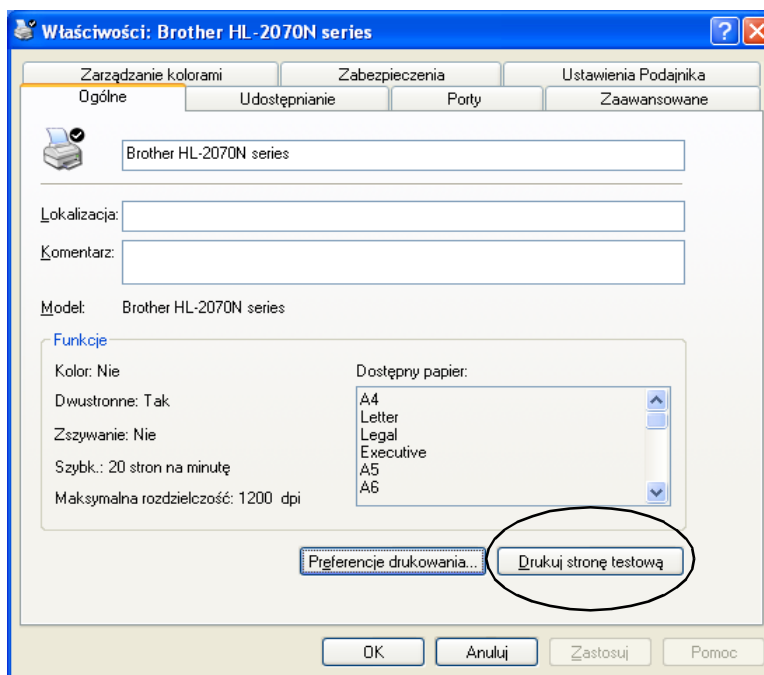 Właściwości: Brother HL-2070N series
Zarządzanie kolorami Zabezpieczenia Ustawienia Podajnika
Ogólne Udostępnianie Porty Zaawansowane
Brother HL-2070N series
Lokalizacja:
Komentarz:
Model: Brother HL-2070N series
Funkcje
Kolor: Nie
Dwustronne: Tak
Zszywanie: Nie
Szybk.: 20 stron na minutę
Maksymalna rozdzielczość: 1200 dpi
Dostępny papier:
A4
Letter
Legal
Executive
A5
A6
Preferencje drukowania... Drukuj stronę testową
OK Anuluj Zastosuj Pomoc